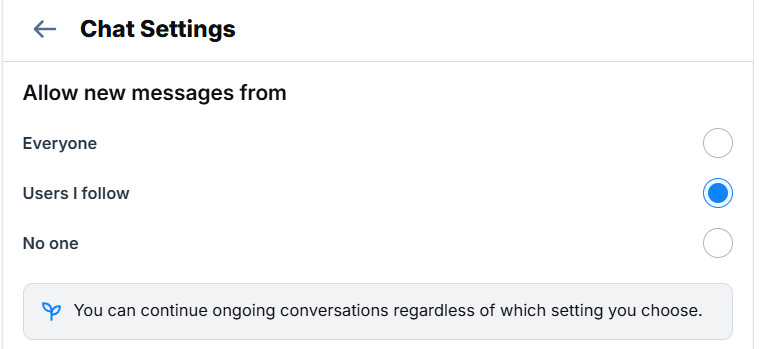 Chat Settings
Allow new messages from
Everyone
Users I follow
No one
You can continue ongoing conversations regardless of which setting you choose.